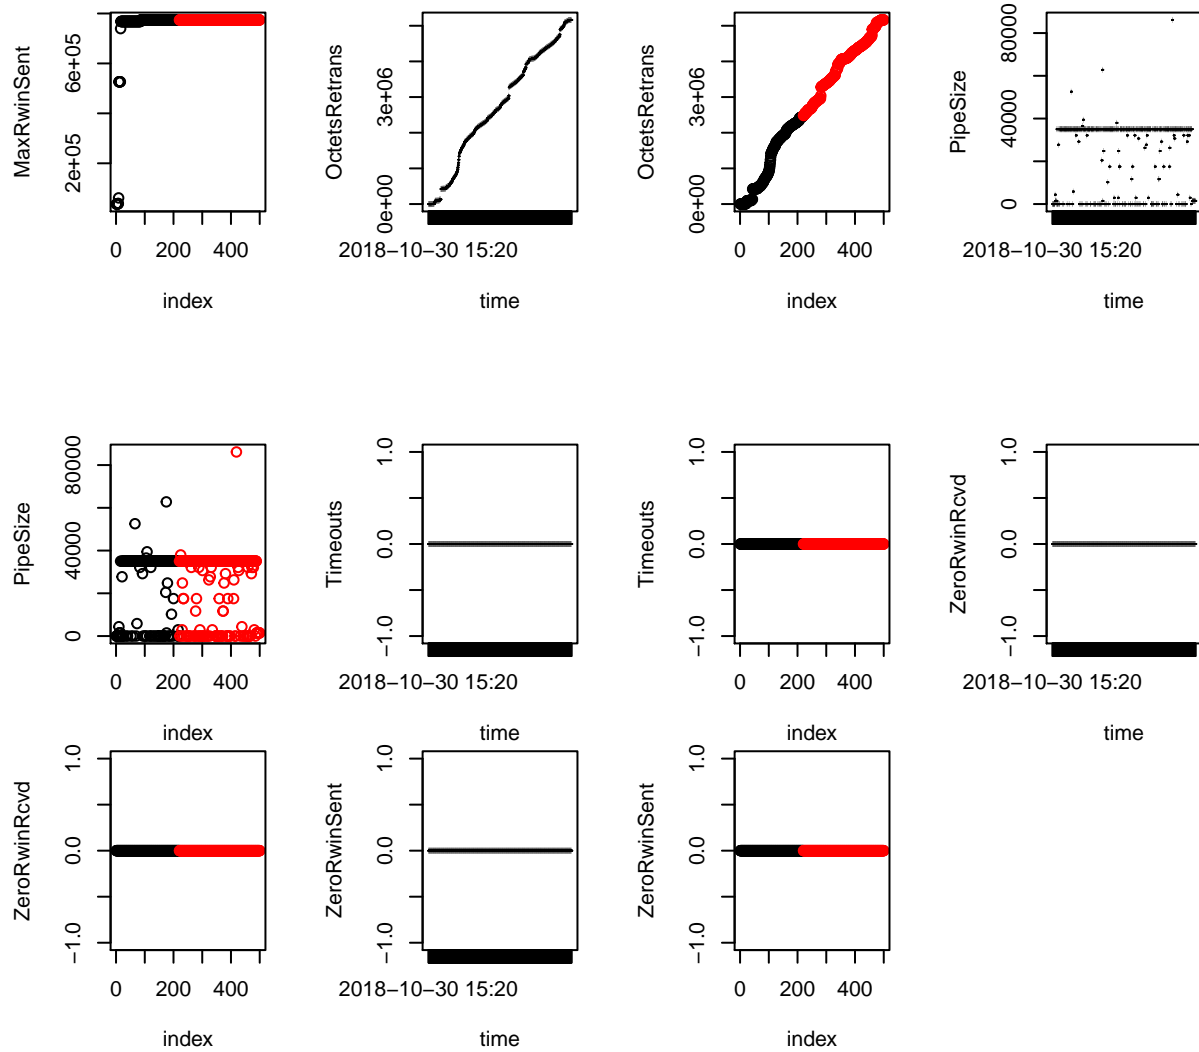 MaxRwinSent
2e+05
6e+05
0
200
400
index
OctetsRetrans
0e+00
3e+06
2018−10−30 15:20
time
OctetsRetrans
0e+00
3e+06
0
200
400
index
PipeSize
0
40000
80000
2018−10−30 15:20
time
PipeSize
0
40000
80000
0
200
400
index
Timeouts
−1.0
0.0
1.0
2018−10−30 15:20
time
Timeouts
−1.0
0.0
1.0
0
200
400
index
ZeroRwinRcvd
−1.0
0.0
1.0
2018−10−30 15:20
time
ZeroRwinRcvd
−1.0
0.0
1.0
0
200
400
index
ZeroRwinSent
−1.0
0.0
1.0
2018−10−30 15:20
time
ZeroRwinSent
−1.0
0.0
1.0
0
200
400
index